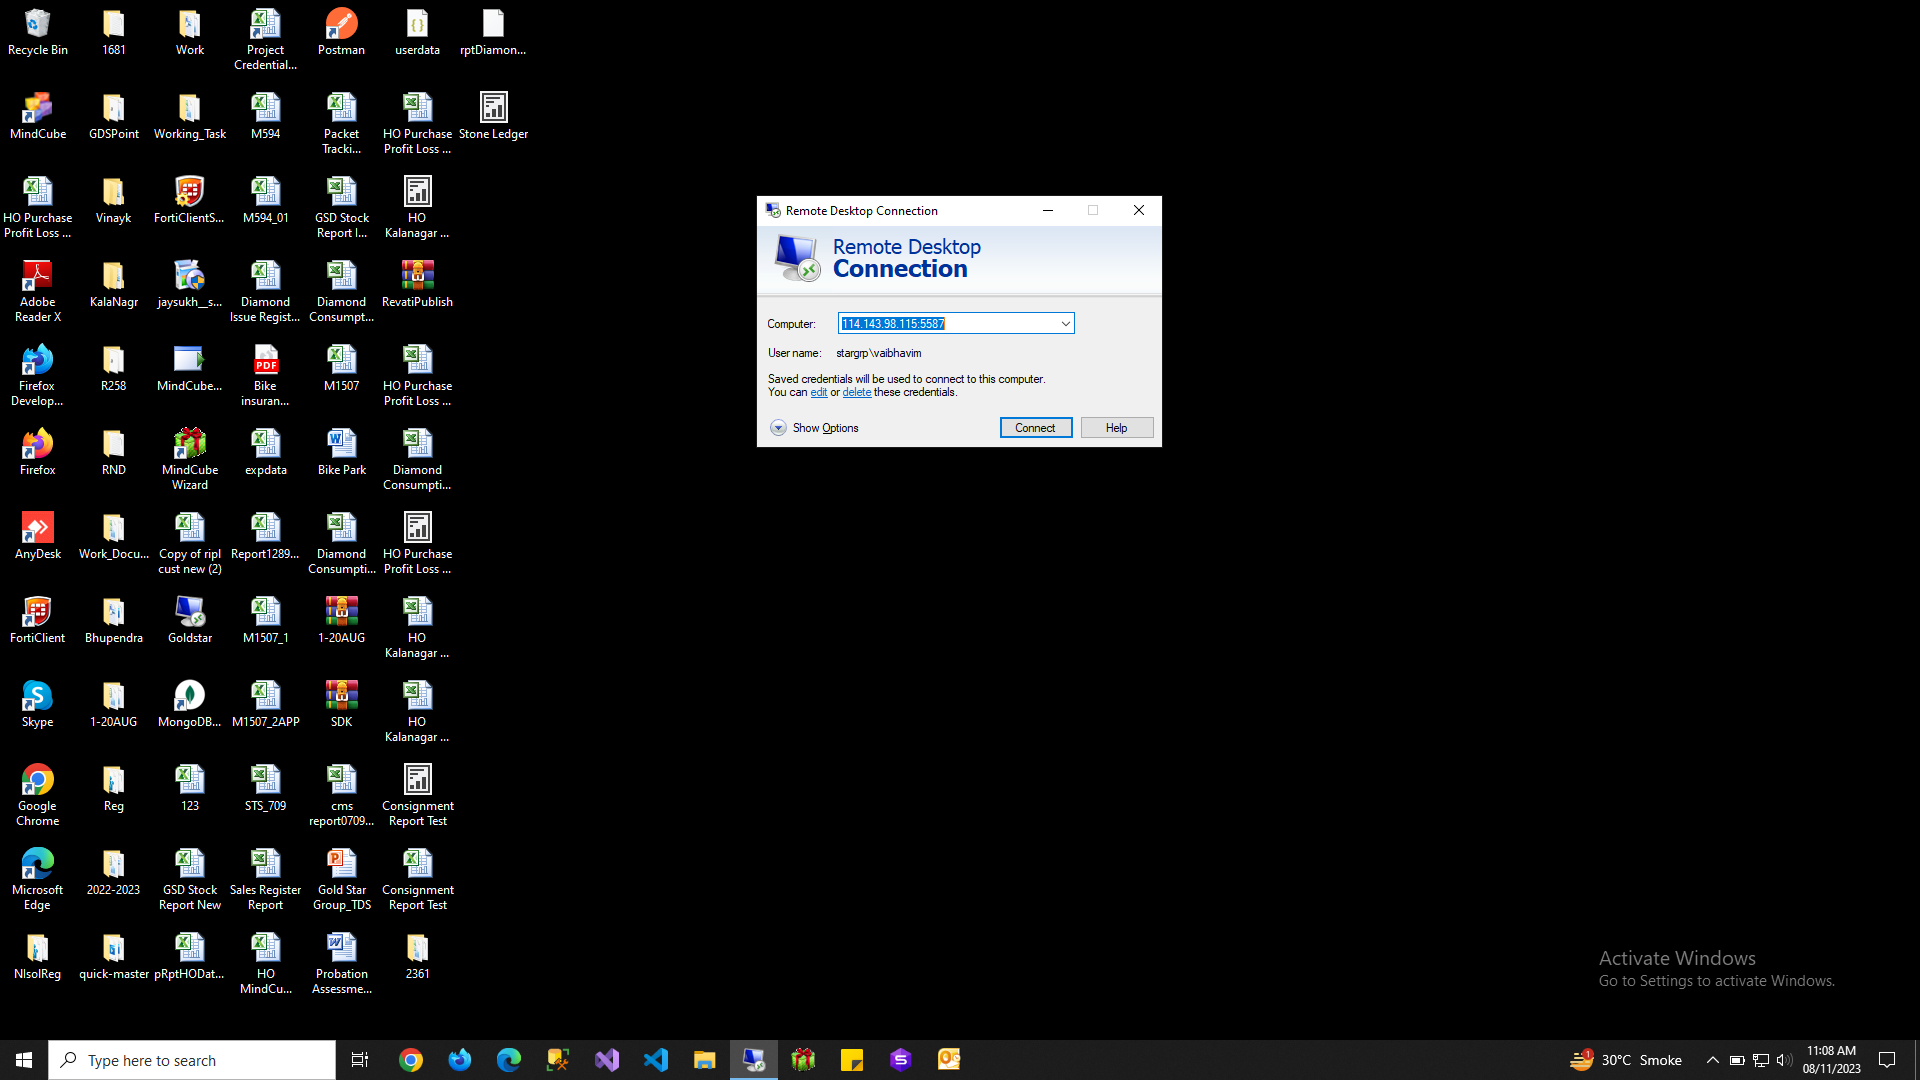 Recycle Bin
1681
Work
Project
Credential...
Postman
userdata
rptDiamon...
MindCube
GDSPoint
Working_Task
M594
Packet
Tracki...
HO Purchase
Profit Loss ...
Stone Ledger
HO Purchase
Profit Loss ...
Vinayk
FortiClientS...
M594_01
GSD Stock
Report I...
HO
Kalanagar ...
Adobe
Reader X
KalaNagr
jaysukh__s...
Diamond
Issue Regist...
Diamond
Consumpt...
RevatiPublish
Firefox
Develop...
R258
MindCube...
PDF
Bike
insuran...
M1507
HO Purchase
Profit Loss ...
Firefox
RND
MindCube
Wizard
expdata
Bike Park
Diamond
Consumpti...
AnyDesk
Work_Docu...
Copy of ripl
cust new (2)
Report1289...
Diamond
Consumpti...
HO Purchase
Profit Loss ...
FortiClient
Bhupendra
Goldstar
M1507_1
1-20AUG
HO
Kalanagar ...
Skype
1-20AUG
MongoDB...
M1507_2APP
SDK
HO
Kalanagar ...
Google
Chrome
Reg
123
STS_709
cms
report0709...
Consignment
Report Test
Microsoft
Edge
2022-2023
GSD Stock
Report New
Sales Register
Report
Gold Star
Group_TDS
Consignment
Report Test
NIsolReg
quick-master
pRptHODat...
HO
MindCu...
Probation
Assessme...
2361
Remote Desktop Connection
Remote Desktop
Connection
Computer:
114.143.98.115:5587
User name:
stargrp\vaibhavim
Saved credentials will be used to connect to this computer.
You can edit or delete these credentials.
Show Options
Connect
Help
Activate Windows
Go to Settings to activate Windows.
Type here to search
1
30°C Smoke
11:08 AM
08/11/2023